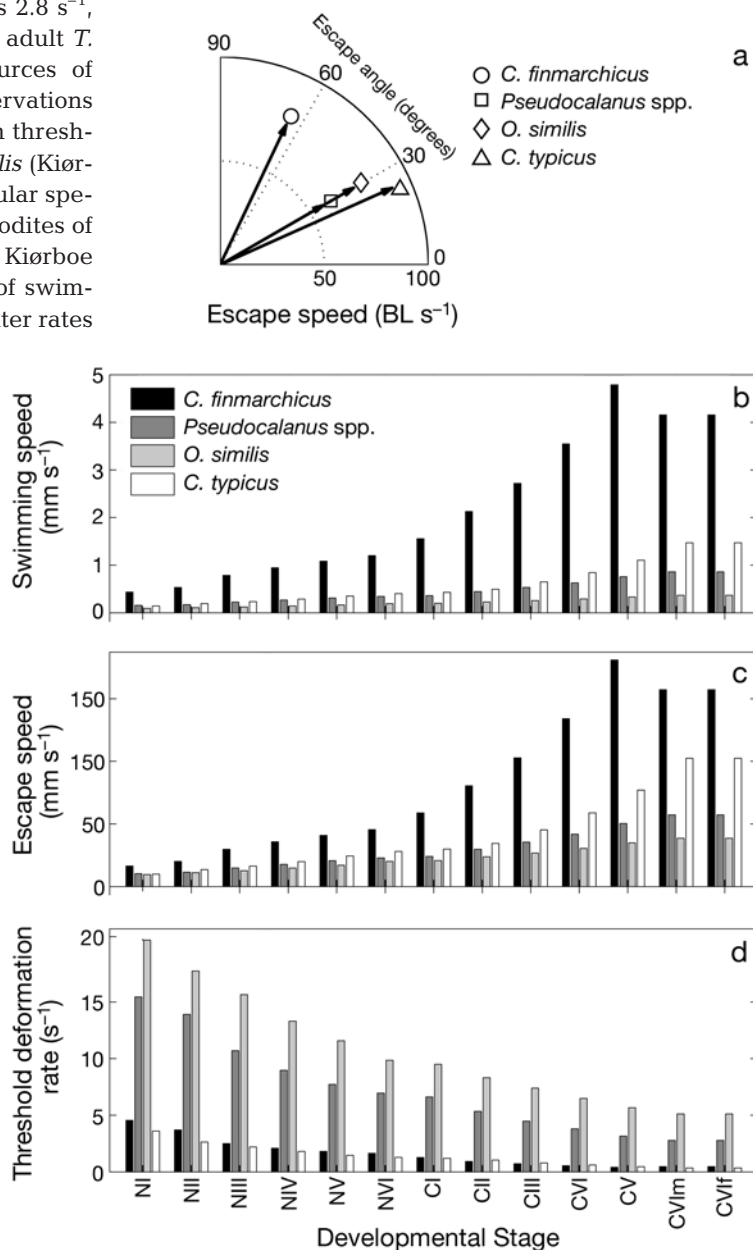 s 2.8 s⁻¹,
adult T.
urces of
ervations
n thresh-
ilis (Kiør-
ular spe-
odites of
Kiørboe
of swim-
ter rates
a
90
60
30
0
Escape angle (degrees)
50
100
Escape speed (BL s⁻¹)
C. finmarchicus
Pseudocalanus spp.
O. similis
C. typicus
b
Swimming speed
(mm s⁻¹)
5
4
3
2
1
0
C. finmarchicus
Pseudocalanus spp.
O. similis
C. typicus
c
Escape speed
(mm s⁻¹)
150
150
50
0
d
Threshold deformation
rate (s⁻¹)
20
15
10
5
0
NI NII NIII NIV NV NVI CI CII CIII CVI CV CVIm CVIf
Developmental Stage